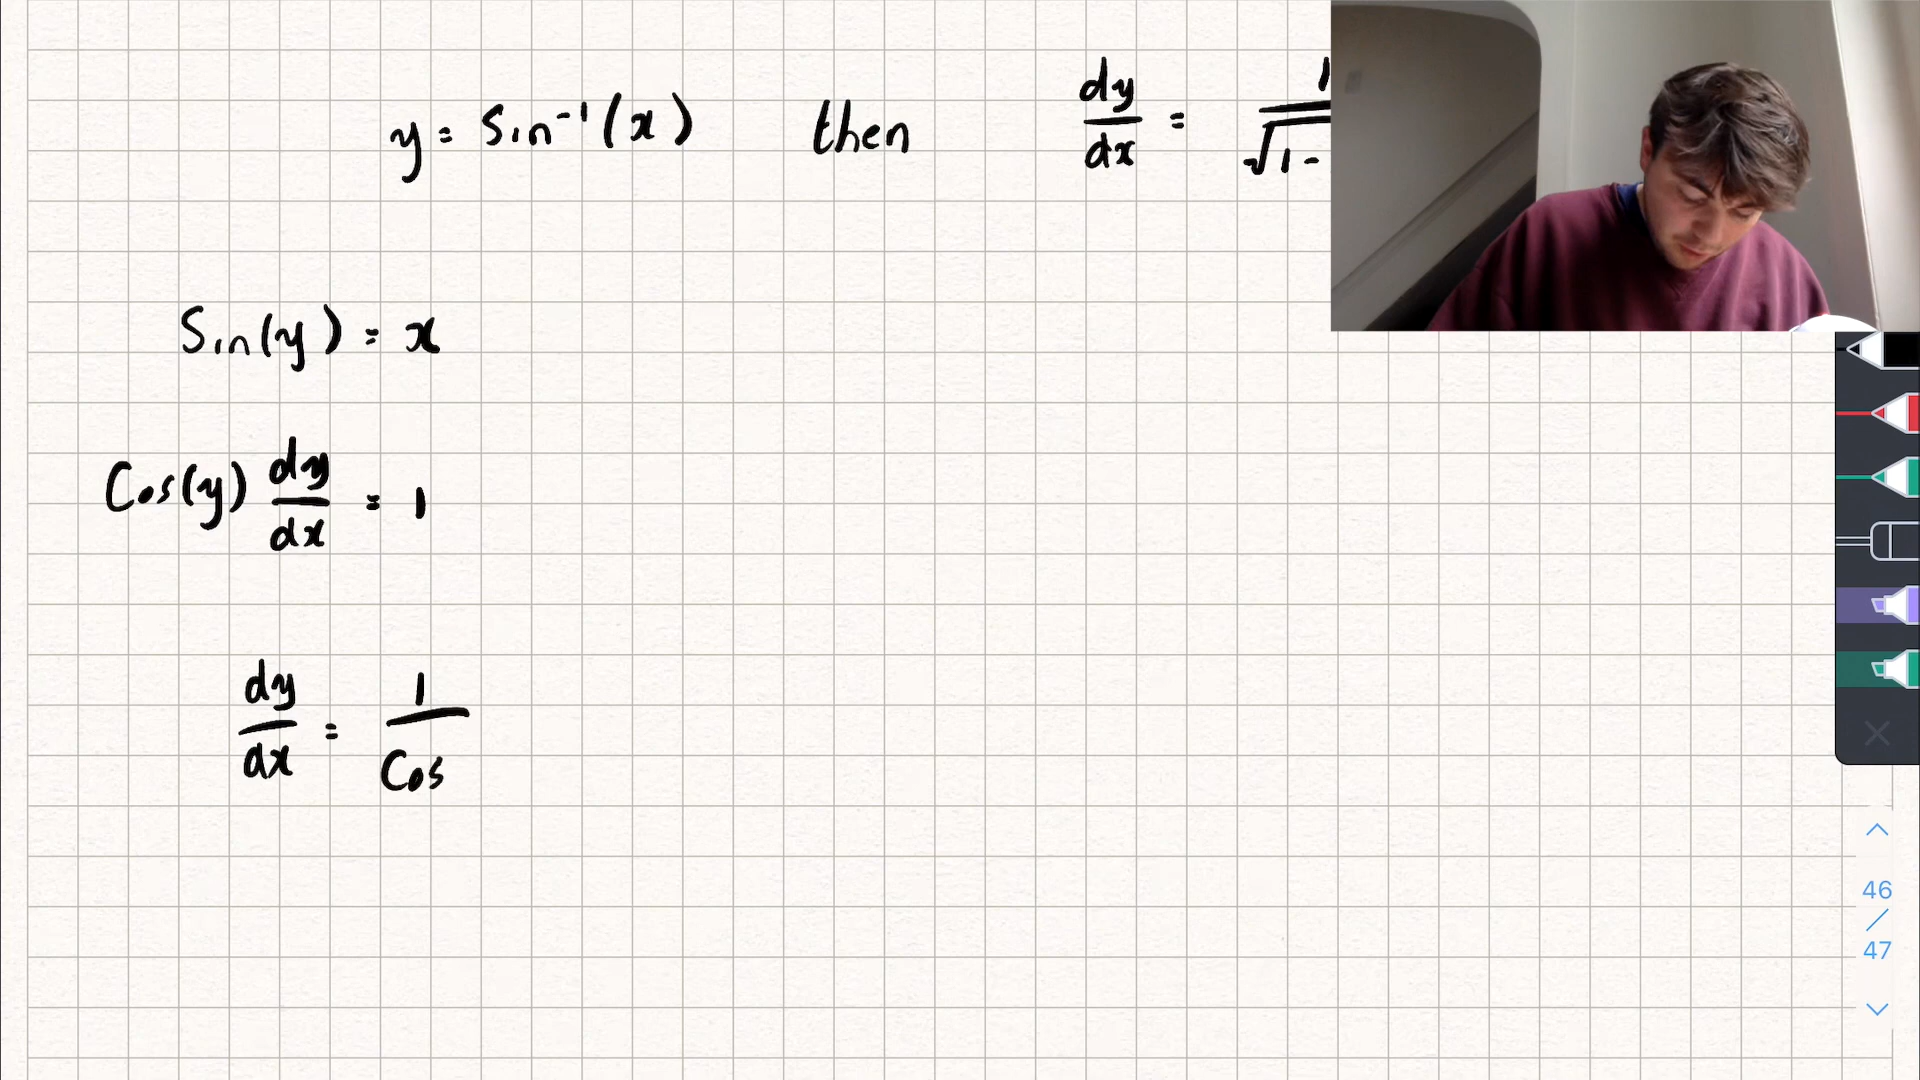 y = Sin⁻¹(x) then dy/dx = 1/√1-
Sin(y) = x
Cos(y) dy/dx = 1
dy/dx = 1/Cos
46
/
47